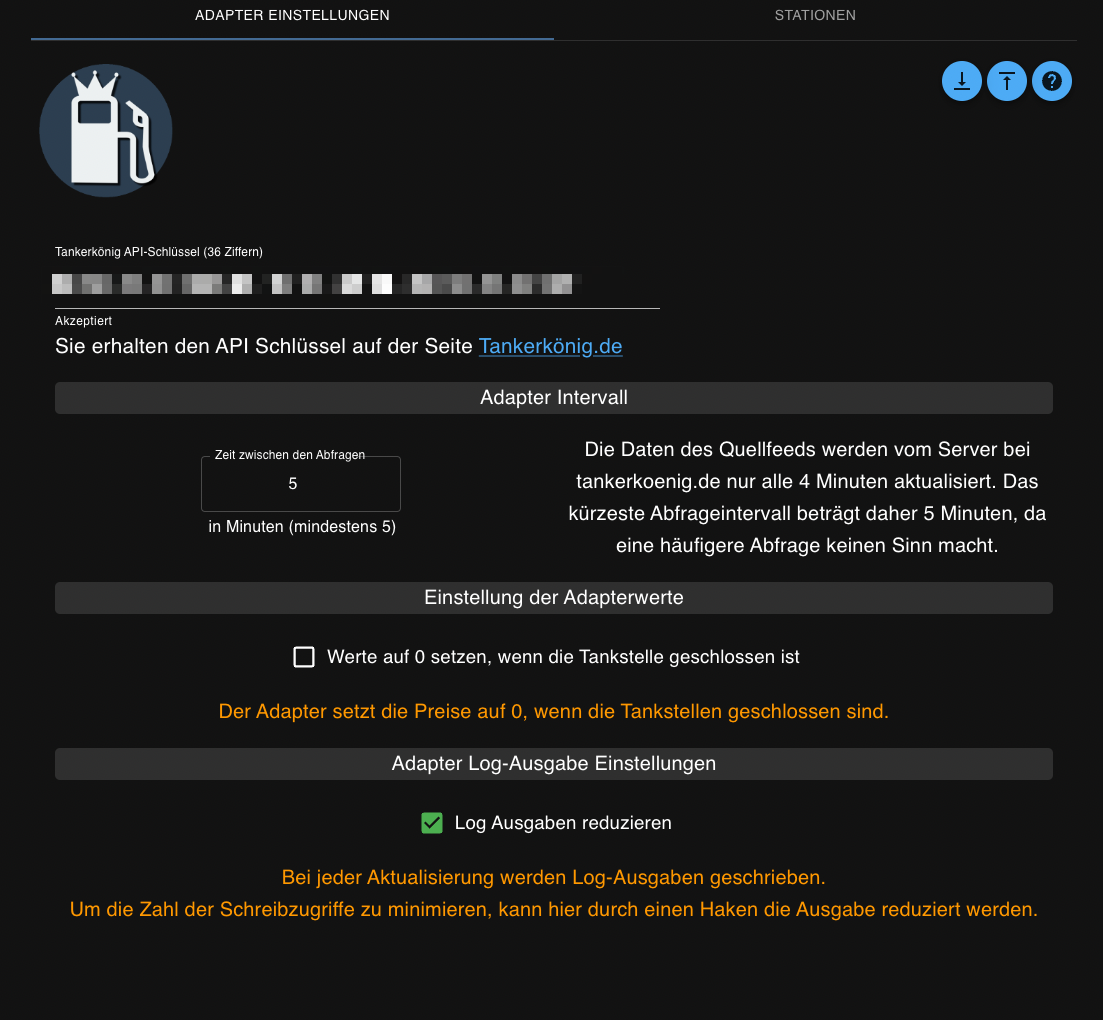 ADAPTER EINSTELLUNGEN
STATIONEN
Tankerkönig API-Schlüssel (36 Ziffern)
Akzeptiert
Sie erhalten den API Schlüssel auf der Seite Tankerkönig.de
Adapter Intervall
Zeit zwischen den Abfragen
5
in Minuten (mindestens 5)
Die Daten des Quellfeeds werden vom Server bei
tankerkoenig.de nur alle 4 Minuten aktualisiert. Das
kürzeste Abfrageintervall beträgt daher 5 Minuten, da
eine häufigere Abfrage keinen Sinn macht.
Einstellung der Adapterwerte
Werte auf 0 setzen, wenn die Tankstelle geschlossen ist
Der Adapter setzt die Preise auf 0, wenn die Tankstellen geschlossen sind.
Adapter Log-Ausgabe Einstellungen
Log Ausgaben reduzieren
Bei jeder Aktualisierung werden Log-Ausgaben geschrieben.
Um die Zahl der Schreibzugriffe zu minimieren, kann hier durch einen Haken die Ausgabe reduziert werden.